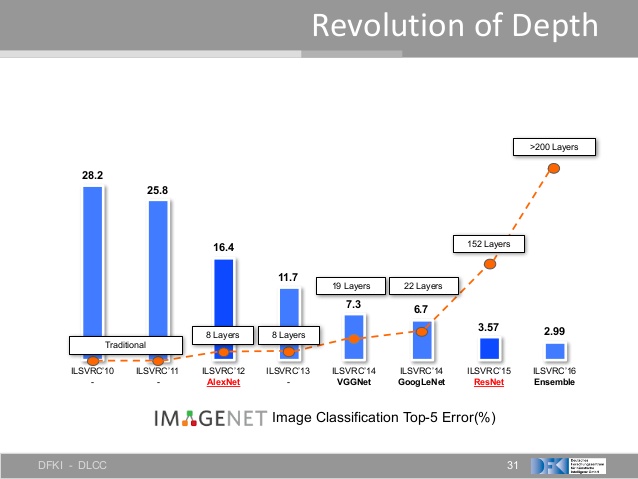 Revolution of Depth
>200 Layers
28.2
25.8
152 Layers
16.4
11.7
19 Layers
22 Layers
7.3
6.7
3.57
2.99
8 Layers
8 Layers
Traditional
ILSVRC'10
-
ILSVRC'11
-
ILSVRC'12
AlexNet
ILSVRC'13
-
ILSVRC'14
VGGNet
ILSVRC'14
GoogLeNet
ILSVRC'15
ResNet
ILSVRC'16
Ensemble
IMAGENET Image Classification Top-5 Error(%)
DFKI - DLCC
31
Deutsches
Forschungszentrum
für Künstliche
Intelligenz GmbH